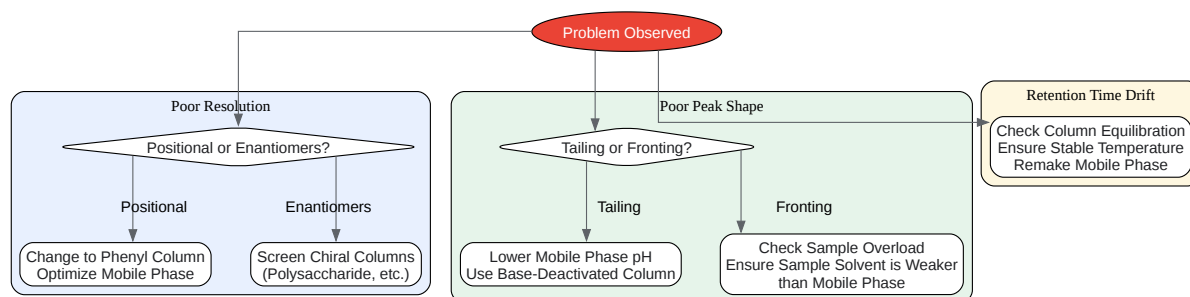 Problem Observed
Poor Resolution
Positional or Enantiomers?
Positional
Enantiomers
Change to Phenyl Column
Optimize Mobile Phase
Screen Chiral Columns
(Polysaccharide, etc.)
Poor Peak Shape
Tailing or Fronting?
Tailing
Fronting
Lower Mobile Phase pH
Use Base-Deactivated Column
Check Sample Overload
Ensure Sample Solvent is Weaker
than Mobile Phase
Retention Time Drift
Check Column Equilibration
Ensure Stable Temperature
Remake Mobile Phase